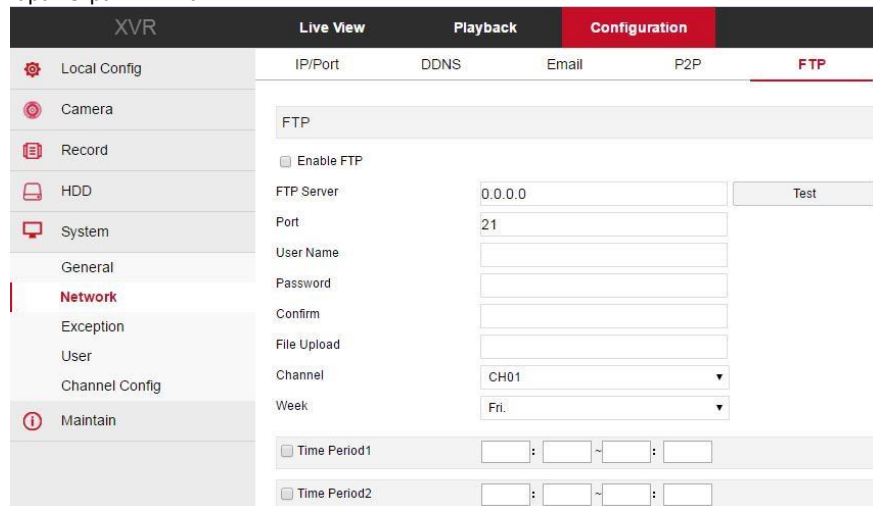 XVR
Live View
Playback
Configuration
Local Config
Camera
Record
HDD
System
General
Network
Exception
User
Channel Config
Maintain
IP/Port
DDNS
Email
P2P
FTP
FTP
Enable FTP
FTP Server
0.0.0.0
Test
Port
21
User Name
Password
Confirm
File Upload
Channel
CH01
Week
Fri.
Time Period1
: ~ :
Time Period2
: ~ :